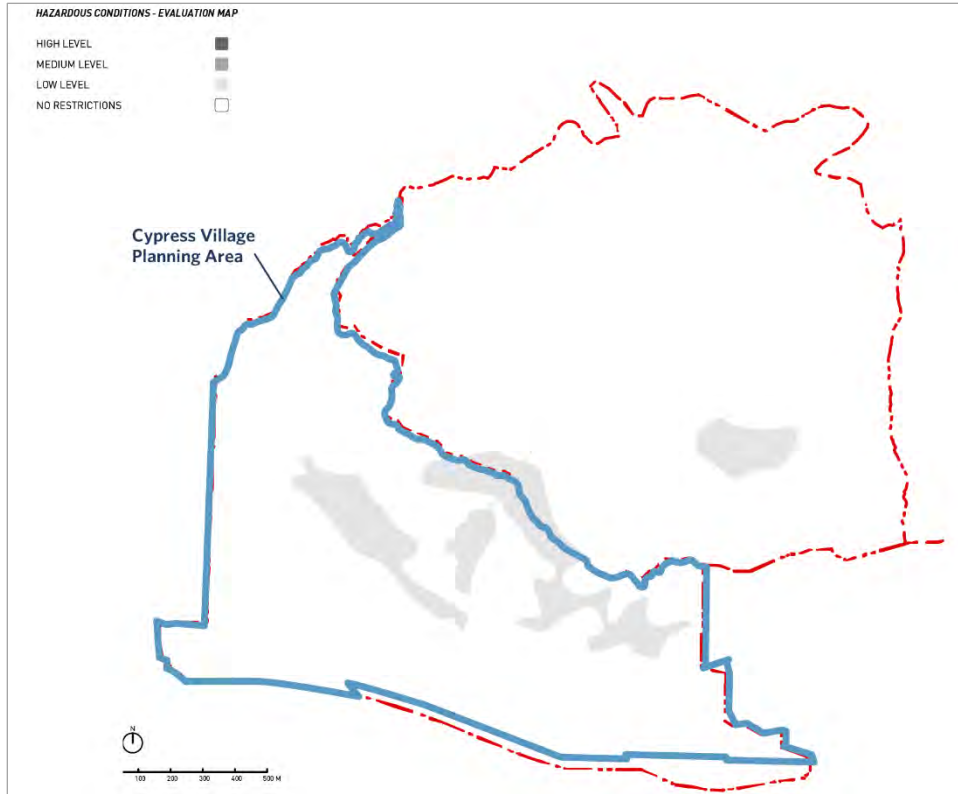 HAZARDOUS CONDITIONS - EVALUATION MAP
HIGH LEVEL
MEDIUM LEVEL
LOW LEVEL
NO RESTRICTIONS
Cypress Village
Planning Area
N
100 200 300 400 500 M